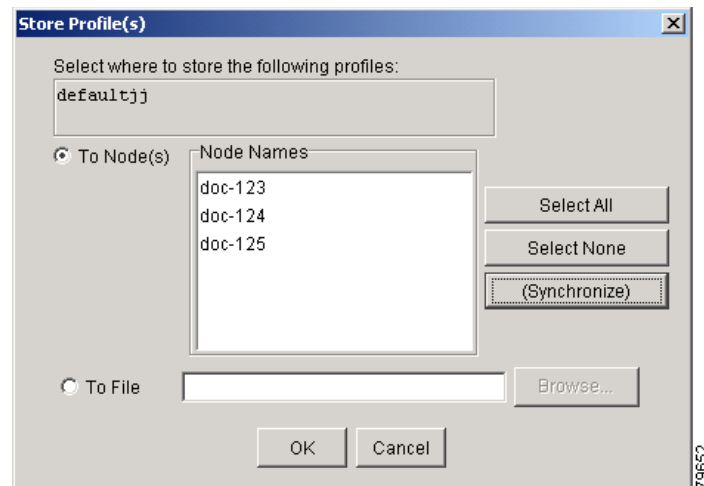 Store Profile(s)
Select where to store the following profiles:
defaultjj
To Node(s)
Node Names
doc-123
doc-124
doc-125
Select All
Select None
(Synchronize)
To File
Browse...
OK
Cancel
79652